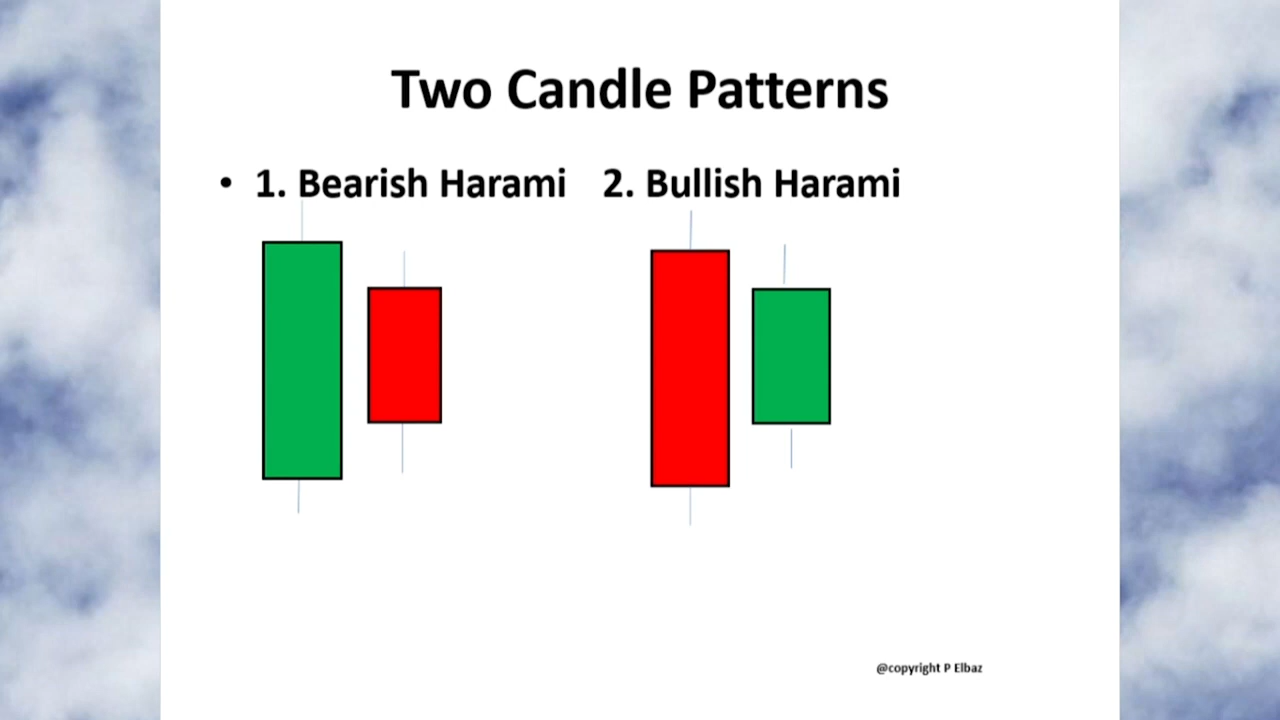 Two Candle Patterns
• 1. Bearish Harami 2. Bullish Harami
@copyright P Elbaz